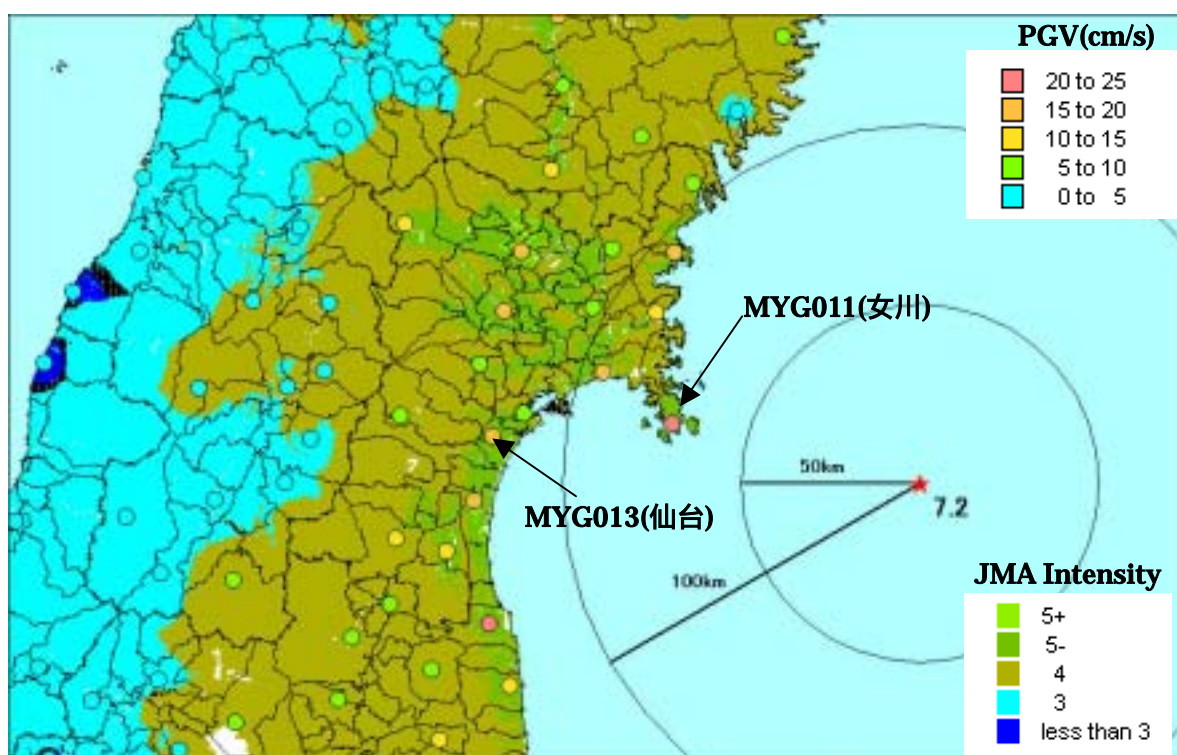 PGV(cm/s)
20 to 25
15 to 20
10 to 15
5 to 10
0 to 5
MYG011(女川)
50km
7.2
MYG013(仙台)
100km
JMA Intensity
5+
5-
4
3
less than 3